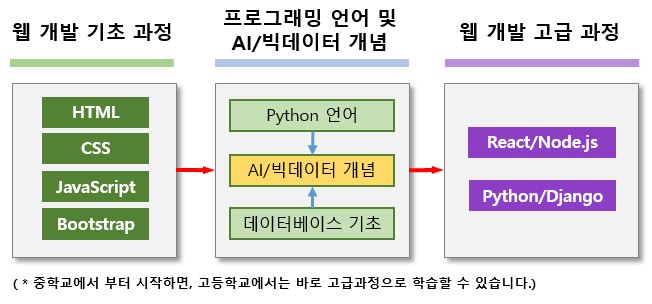 웹 개발 기초 과정
프로그래밍 언어 및
AI/빅데이터 개념
웹 개발 고급 과정
HTML
CSS
JavaScript
Bootstrap
Python 언어
AI/빅데이터 개념
데이터베이스 기초
React/Node.js
Python/Django
( * 중학교에서 부터 시작하면, 고등학교에서는 바로 고급과정으로 학습할 수 있습니다.)